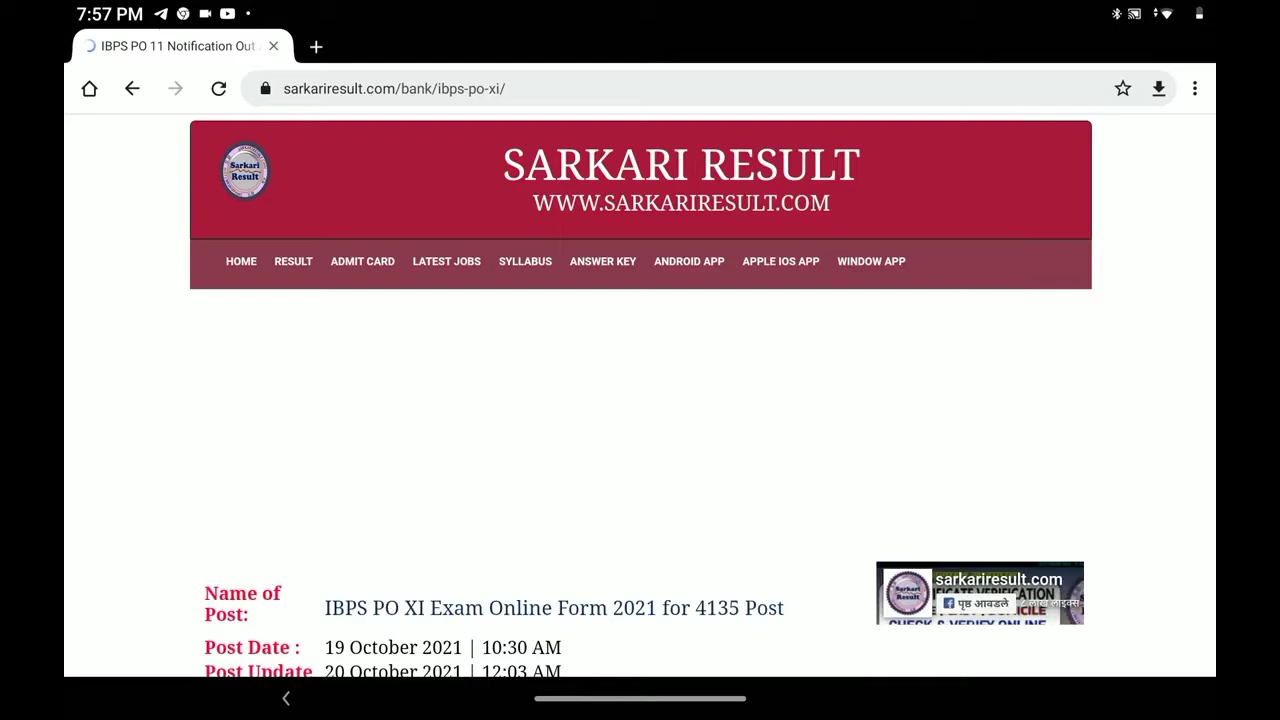 7:57 PM
IBPS PO 11 Notification Out
sarkariresult.com/bank/ibps-po-xi/
Sarkari
Result
SARKARI RESULT
WWW.SARKARIRESULT.COM
HOME RESULT ADMIT CARD LATEST JOBS SYLLABUS ANSWER KEY ANDROID APP APPLE IOS APP WINDOW APP
sarkariresult.com
पृष्ठ आवडले
लाख लाइक्स
Name of
Post:
IBPS PO XI Exam Online Form 2021 for 4135 Post
Post Date : 19 October 2021 | 10:30 AM
Post Update 20 October 2021 | 12:03 AM